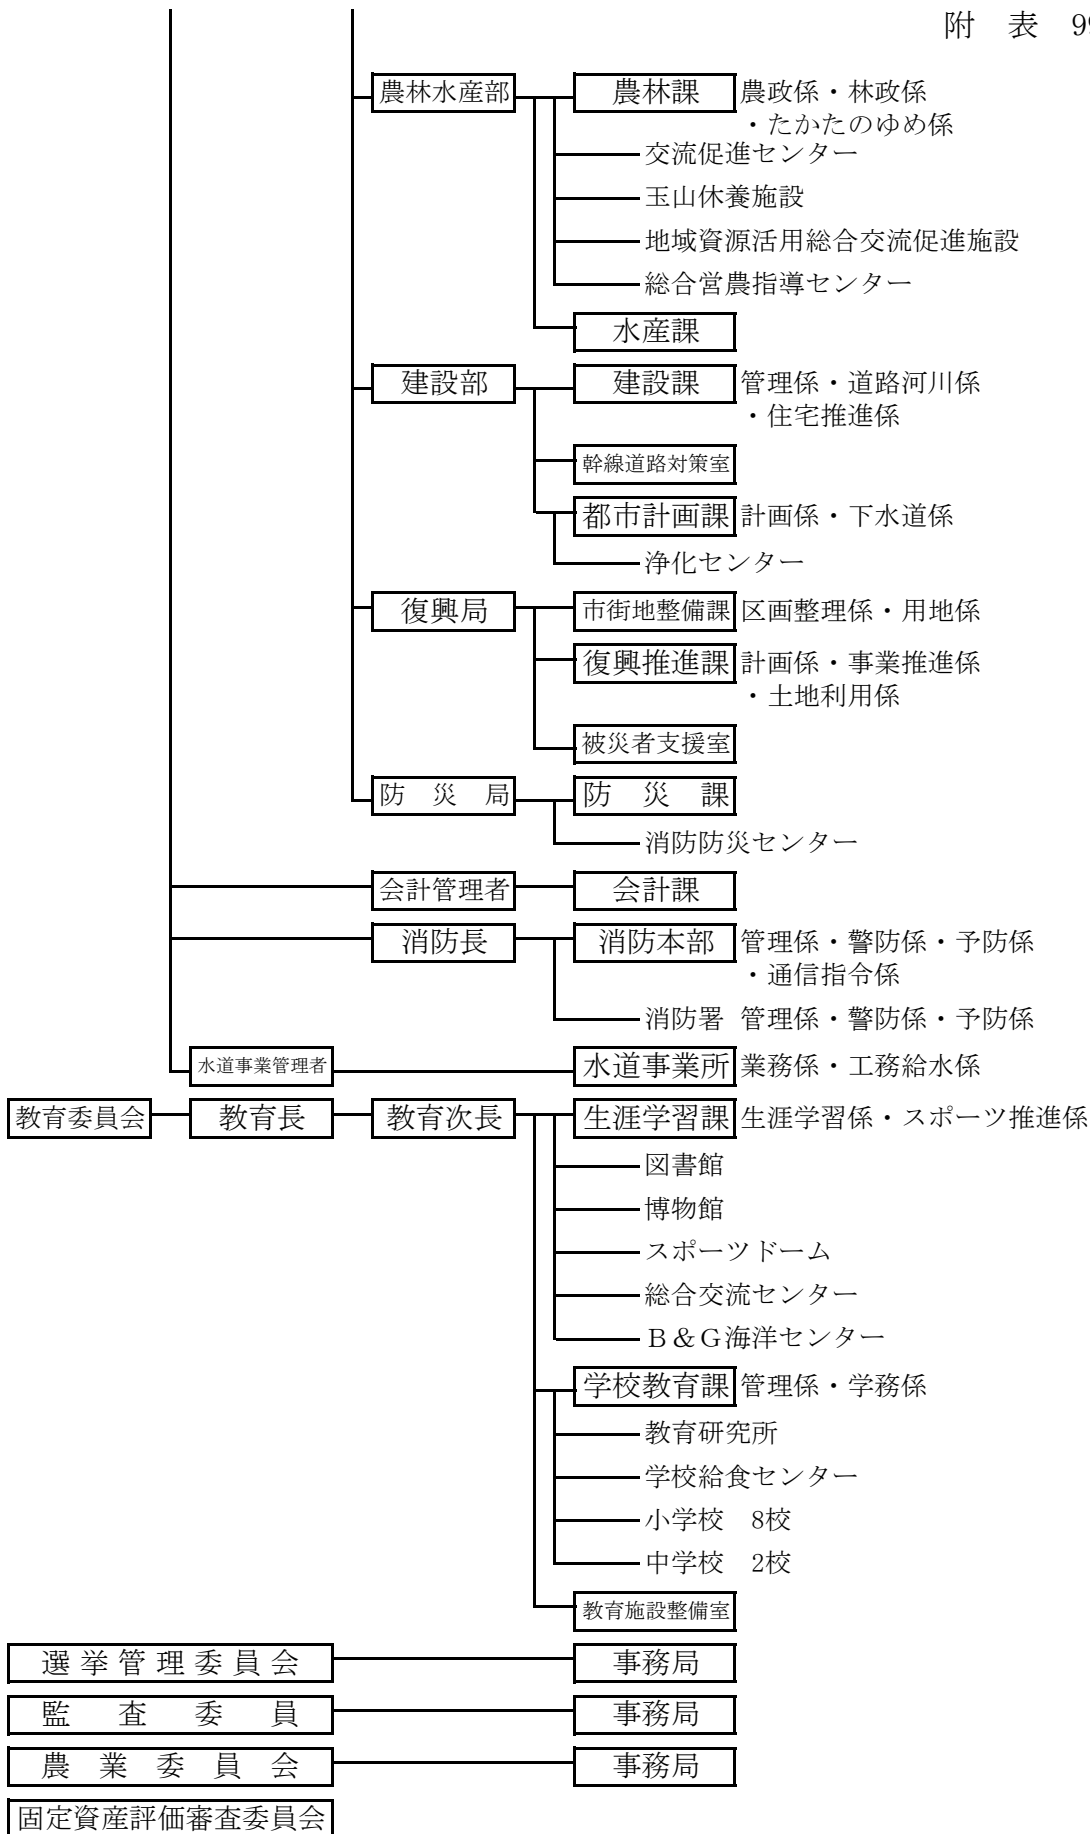 附 表 99
農林水産部 農林課 農政係・林政係
・たかたのゆめ係
交流促進センター
玉山休養施設
地域資源活用総合交流促進施設
総合営農指導センター
水産課
建設部 建設課 管理係・道路河川係
・住宅推進係
幹線道路対策室
都市計画課 計画係・下水道係
浄化センター
復興局 市街地整備課 区画整理係・用地係
復興推進課 計画係・事業推進係
・土地利用係
被災者支援室
防災局 防災課
消防防災センター
会計管理者 会計課
消防長 消防本部 管理係・警防係・予防係
・通信指令係
消防署 管理係・警防係・予防係
水道事業管理者 水道事業所 業務係・工務給水係
教育委員会 教育長 教育次長 生涯学習課 生涯学習係・スポーツ推進係
図書館
博物館
スポーツドーム
総合交流センター
B&G海洋センター
学校教育課 管理係・学務係
教育研究所
学校給食センター
小学校 8校
中学校 2校
教育施設整備室
選挙管理委員会 事務局
監査委員 事務局
農業委員会 事務局
固定資産評価審査委員会